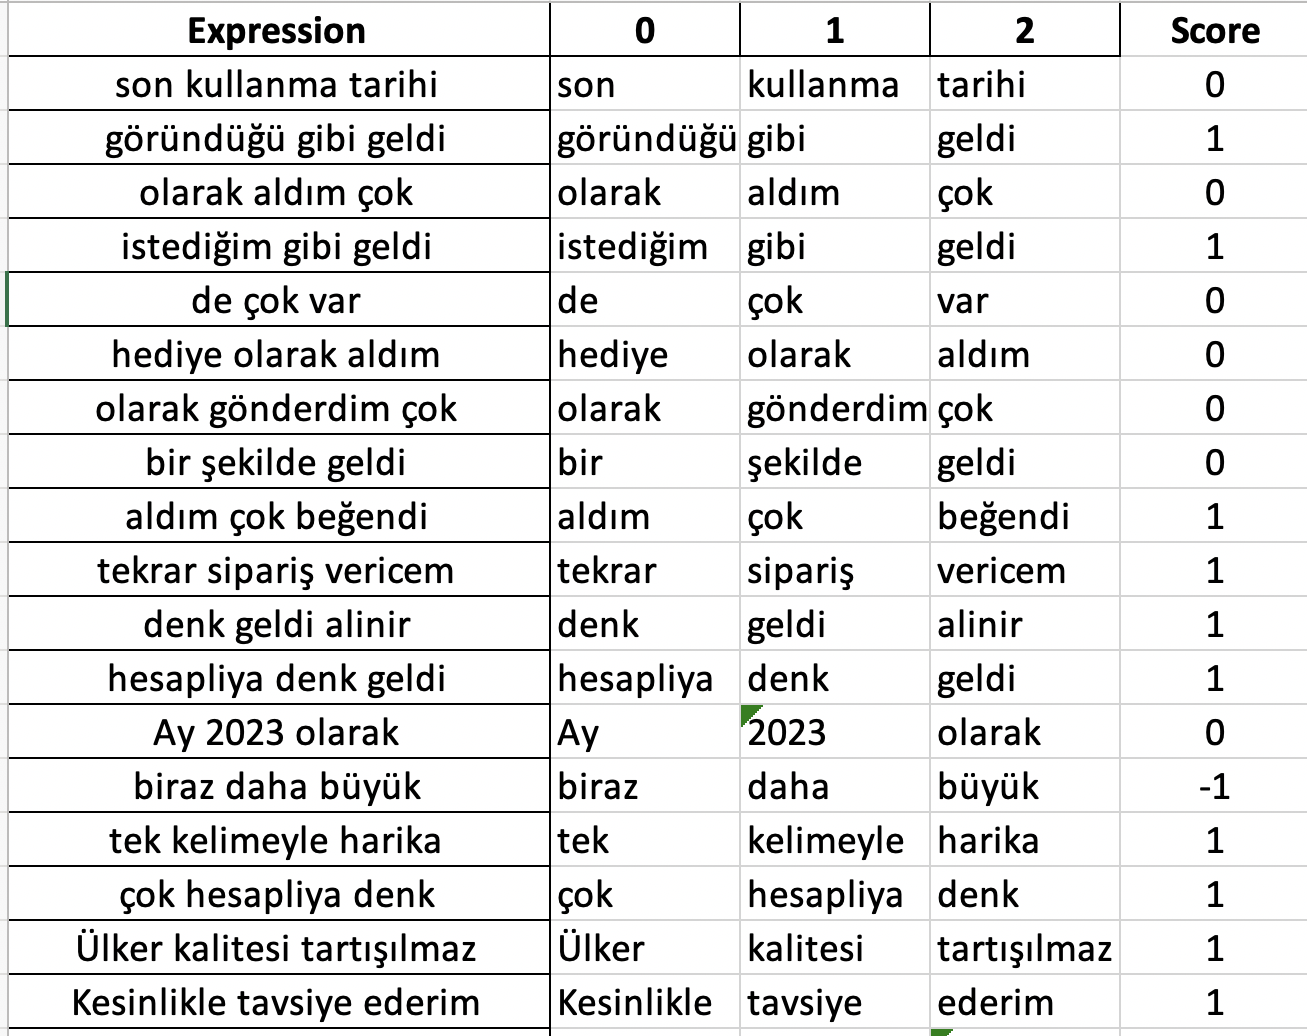 Expression 0 1 2 Score
son kullanma tarihi son kullanma tarihi 0
göründüğü gibi geldi göründüğü gibi geldi 1
olarak aldım çok olarak aldım çok 0
istediğim gibi geldi istediğim gibi geldi 1
de çok var de çok var 0
hediye olarak aldım hediye olarak aldım 0
olarak gönderdim çok olarak gönderdim çok 0
bir şekilde geldi bir şekilde geldi 0
aldım çok beğendi aldım çok beğendi 1
tekrar sipariş vericem tekrar sipariş vericem 1
denk geldi alinir denk geldi alinir 1
hesapliya denk geldi hesapliya denk geldi 1
Ay 2023 olarak Ay 2023 olarak 0
biraz daha büyük biraz daha büyük -1
tek kelimeyle harika tek kelimeyle harika 1
çok hesapliya denk çok hesapliya denk 1
Ülker kalitesi tartışılmaz Ülker kalitesi tartışılmaz 1
Kesinlikle tavsiye ederim Kesinlikle tavsiye ederim 1